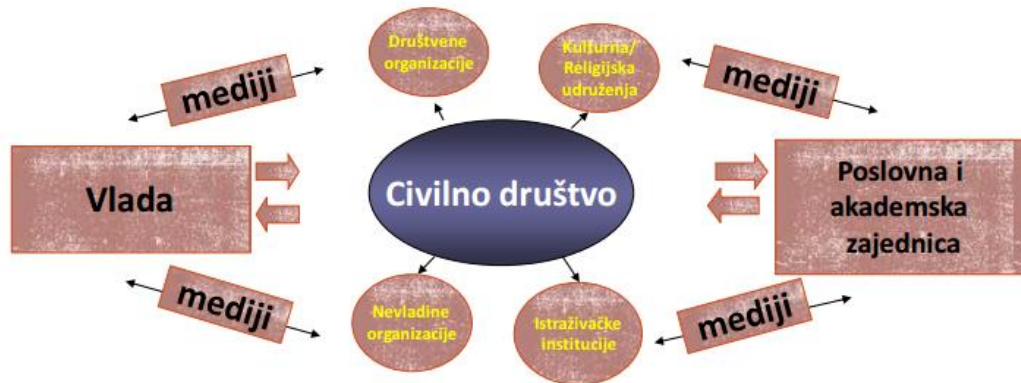 Društvene
organizacije
Kulturna/
Religijska
udruženja
mediji
mediji
Vlada
Civilno društvo
Poslovna i
akademska
zajednica
mediji
Nevladine
organizacije
Istraživačke
institucije
mediji